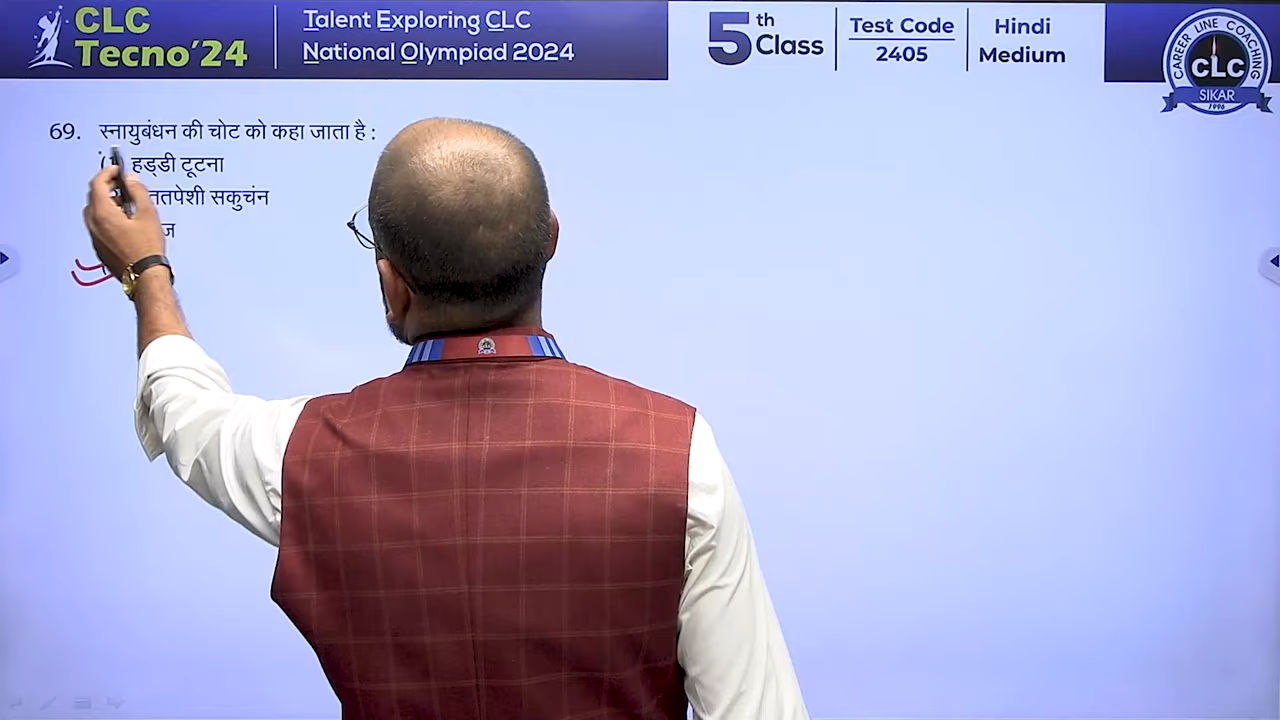 CLC
Tecno'24
Talent Exploring CLC
National Olympiad 2024
5th Class
Test Code
2405
Hindi
Medium
CAREER LINE COACHING
CLC
SIKAR
1996
69. स्नायुबंधन की चोट को कहा जाता है :
हड्डी टूटना
सकुचंन